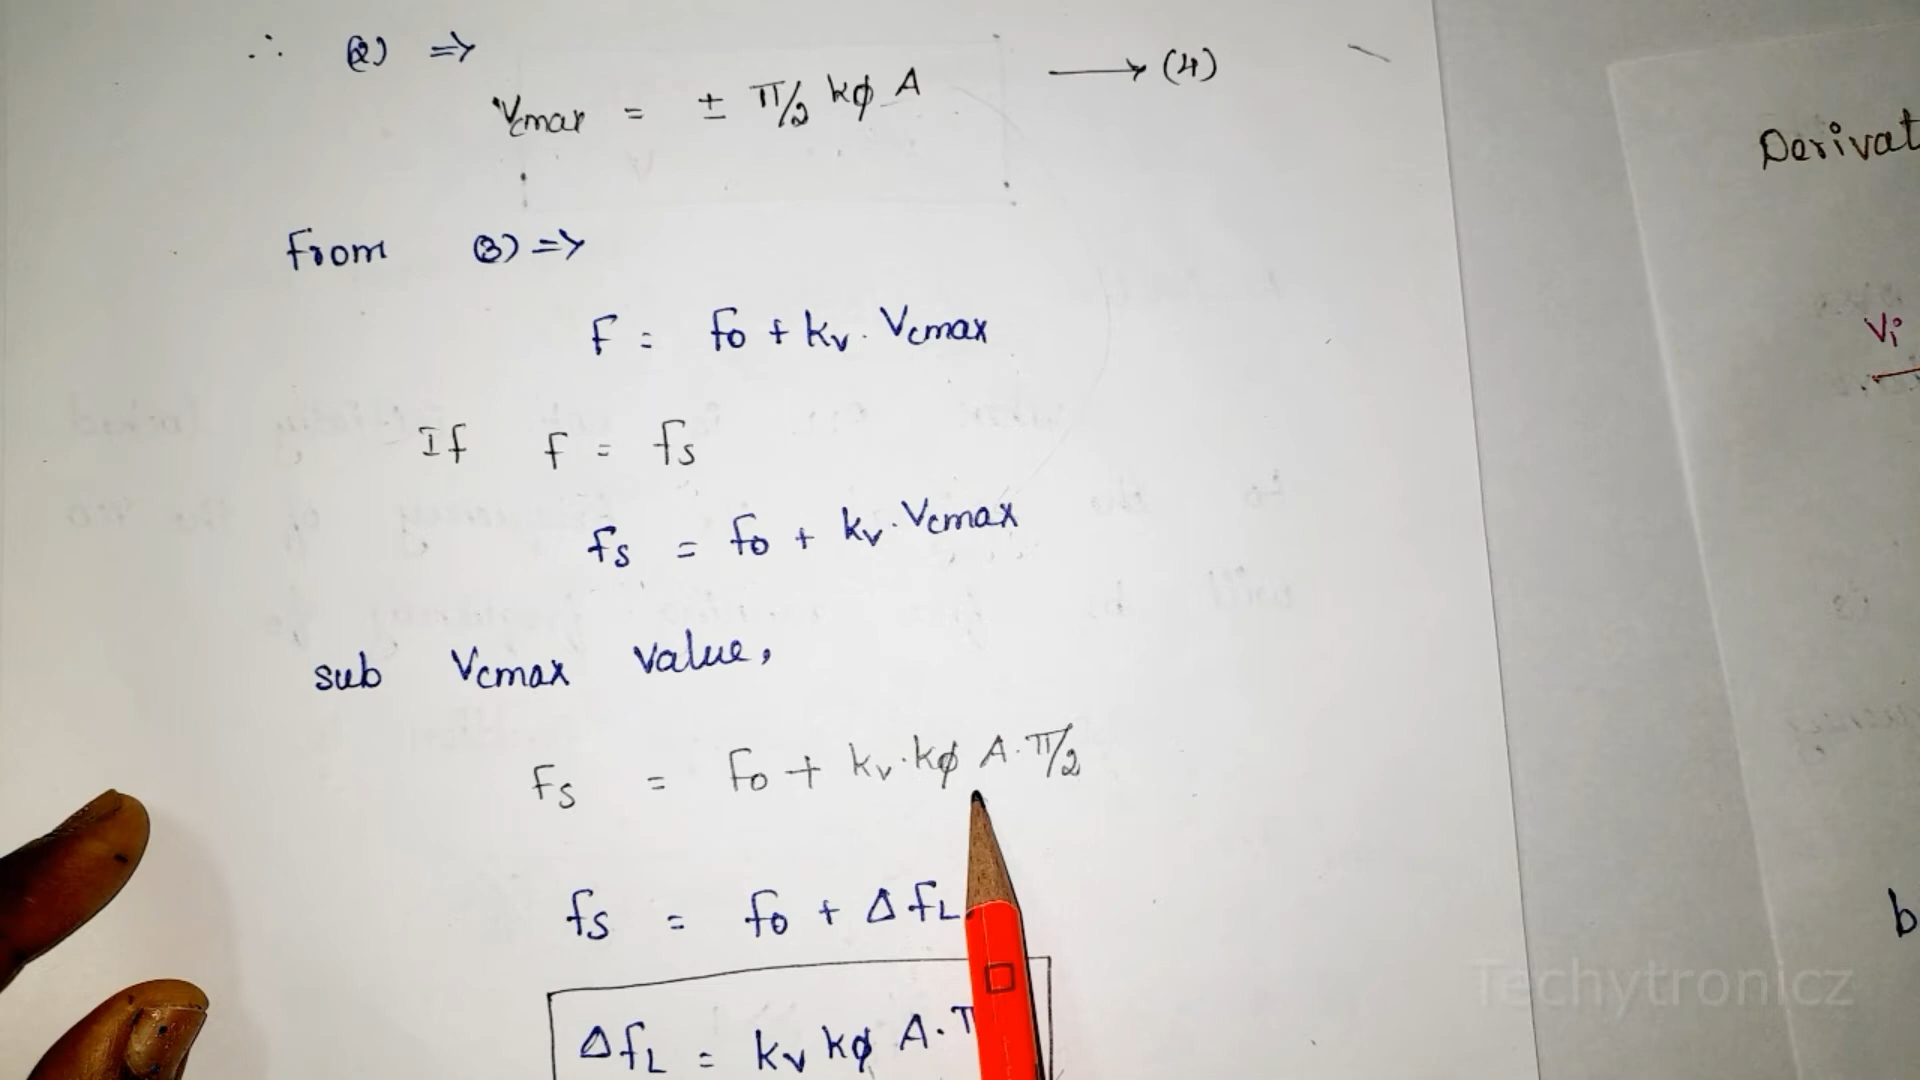 ∴ (2) ⇒
Vcmax = ± π/2 kφ A ⟶ (4)
From (3) ⇒
F = Fo + kv. Vcmax
If F = fs
fs = fo + kv. Vcmax
sub Vcmax value,
Fs = Fo + kv. kφ A. π/2
fs = fo + Δ fL
ΔfL = kv kφ A. π
Derivat
Vi
b
Techytronicz